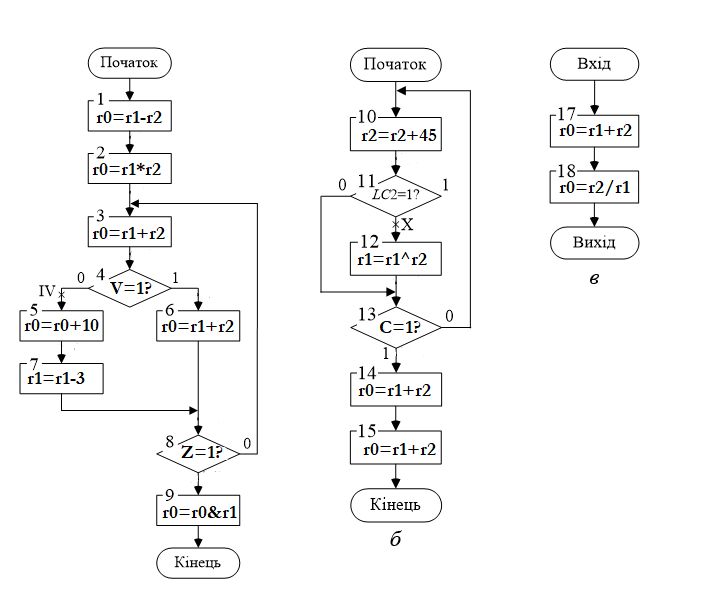 Початок
1
r0=r1-r2
2
r0=r1*r2
3
r0=r1+r2
0
4
V=1?
1
IV
5
r0=r0+10
6
r0=r1+r2
7
r1=r1-3
8
Z=1?
0
9
r0=r0&r1
Кінець
Початок
10
r2=r2+45
0
11
LC2=1?
1
X
12
r1=r1^r2
13
C=1?
0
1
14
r0=r1+r2
15
r0=r1+r2
Кінець
б
Вхід
17
r0=r1+r2
18
r0=r2/r1
Вихід
в